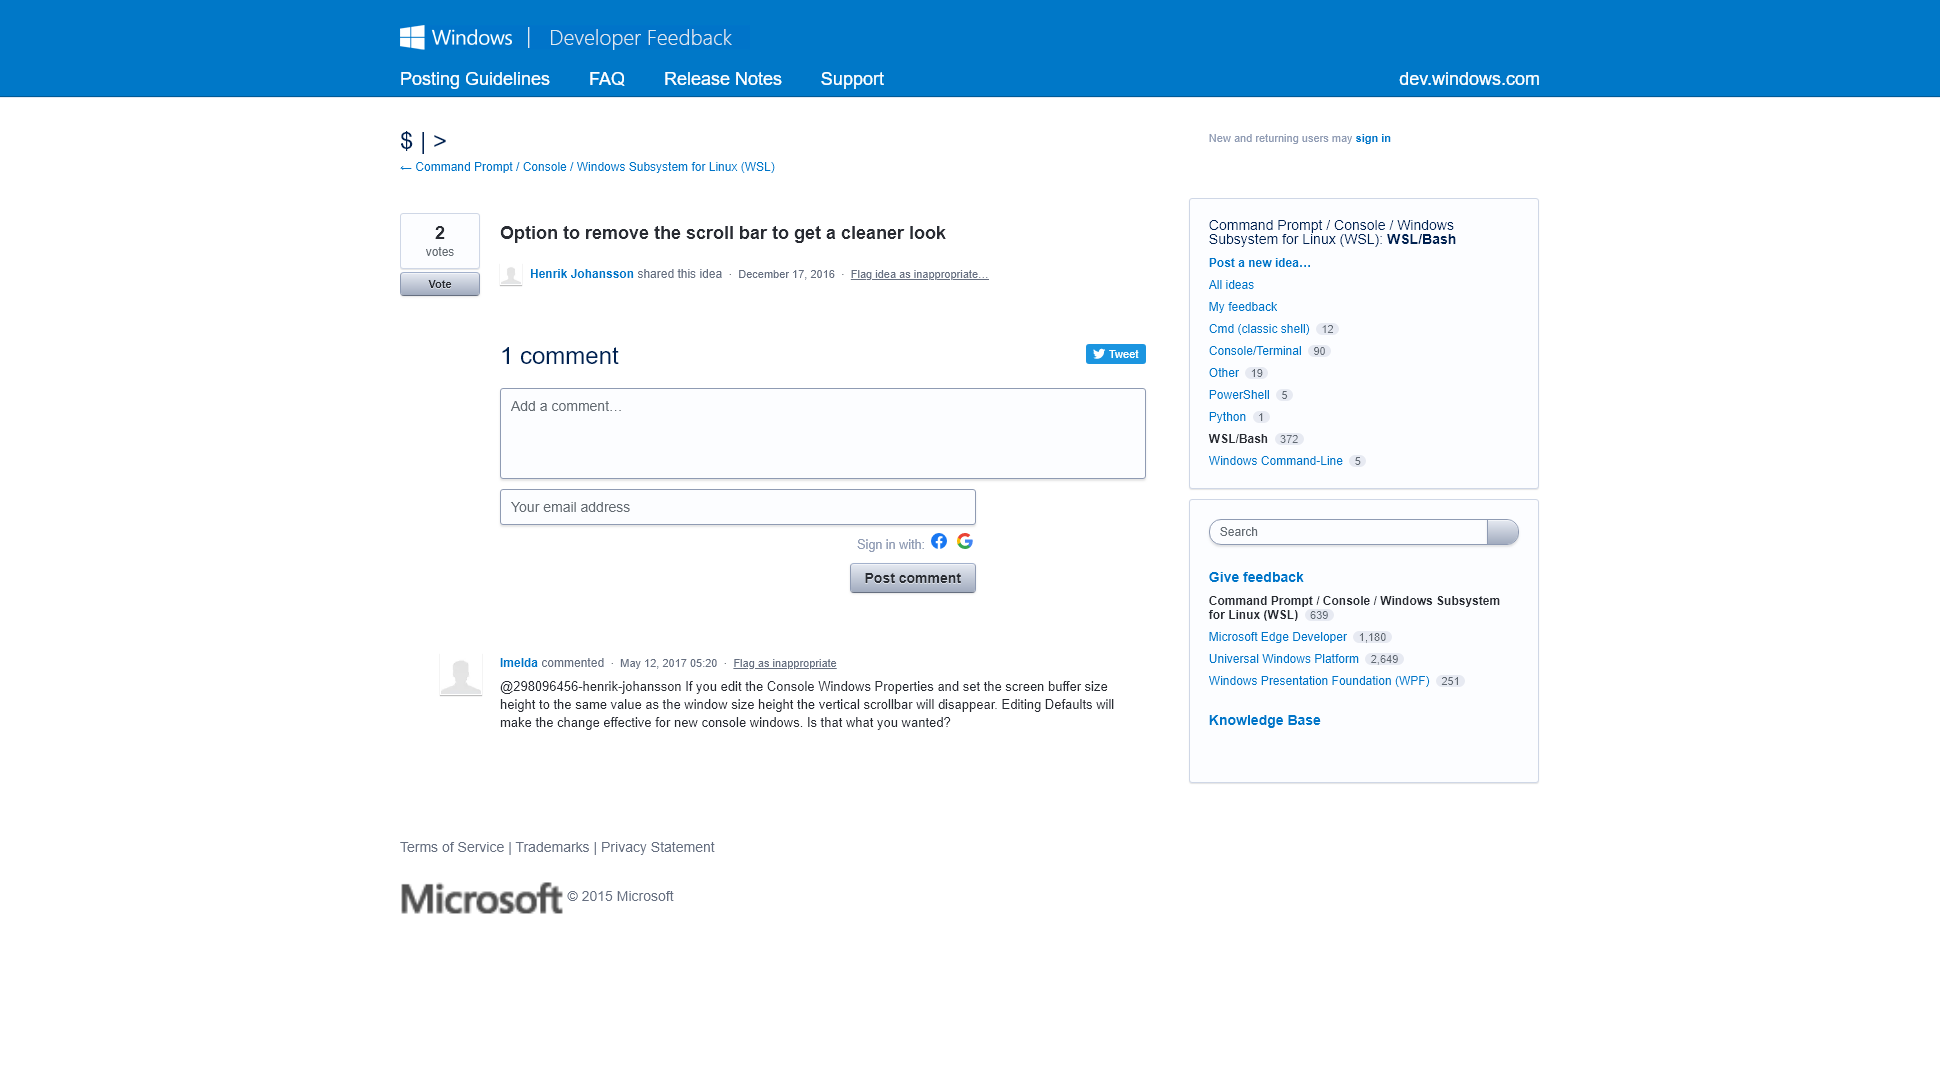 Windows | Developer Feedback
Posting Guidelines FAQ Release Notes Support dev.windows.com
$ | >
← Command Prompt / Console / Windows Subsystem for Linux (WSL)
New and returning users may sign in
2
votes
Vote
Option to remove the scroll bar to get a cleaner look
Henrik Johansson shared this idea · December 17, 2016 · Flag idea as inappropriate…
1 comment
Tweet
Add a comment…
Your email address
Sign in with:
Post comment
Imelda commented · May 12, 2017 05:20 · Flag as inappropriate
@298096456-henrik-johansson If you edit the Console Windows Properties and set the screen buffer size
height to the same value as the window size height the vertical scrollbar will disappear. Editing Defaults will
make the change effective for new console windows. Is that what you wanted?
Command Prompt / Console / Windows
Subsystem for Linux (WSL): WSL/Bash
Post a new idea…
All ideas
My feedback
Cmd (classic shell) 12
Console/Terminal 90
Other 19
PowerShell 5
Python 1
WSL/Bash 372
Windows Command-Line 5
Search
Give feedback
Command Prompt / Console / Windows Subsystem
for Linux (WSL) 639
Microsoft Edge Developer 1,180
Universal Windows Platform 2,649
Windows Presentation Foundation (WPF) 251
Knowledge Base
Terms of Service | Trademarks | Privacy Statement
Microsoft © 2015 Microsoft